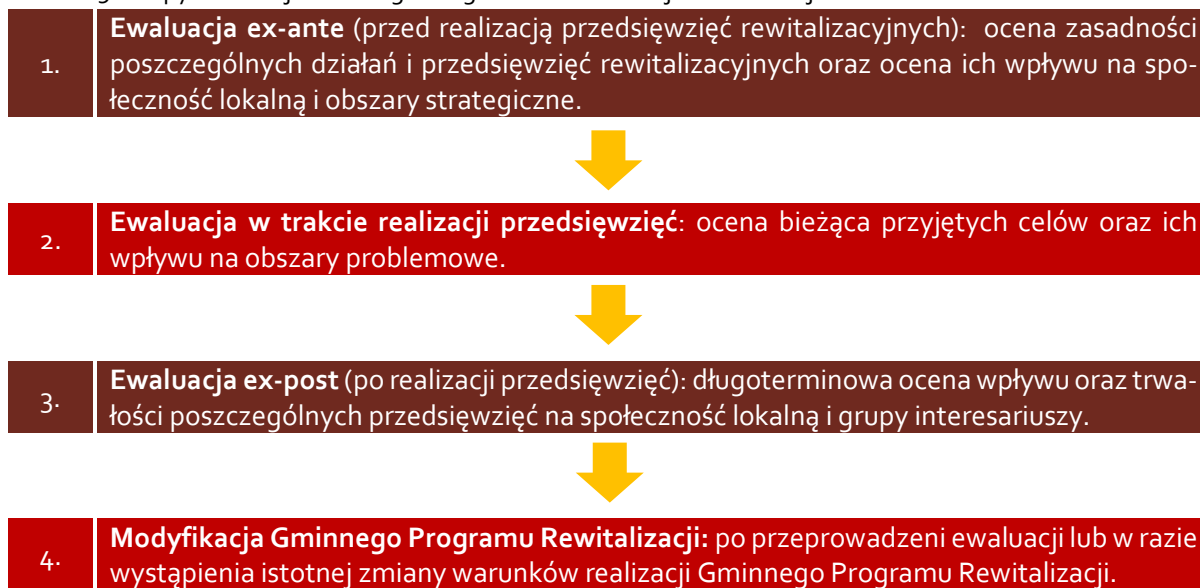 1.
Ewaluacja ex-ante (przed realizacją przedsięwzięć rewitalizacyjnych): ocena zasadności
poszczególnych działań i przedsięwzięć rewitalizacyjnych oraz ocena ich wpływu na spo-
łeczność lokalną i obszary strategiczne.
2.
Ewaluacja w trakcie realizacji przedsięwzięć: ocena bieżąca przyjętych celów oraz ich
wpływu na obszary problemowe.
3.
Ewaluacja ex-post (po realizacji przedsięwzięć): długoterminowa ocena wpływu oraz trwa-
łości poszczególnych przedsięwzięć na społeczność lokalną i grupy interesariuszy.
4.
Modyfikacja Gminnego Programu Rewitalizacji: po przeprowadzeni ewaluacji lub w razie
wystąpienia istotnej zmiany warunków realizacji Gminnego Programu Rewitalizacji.